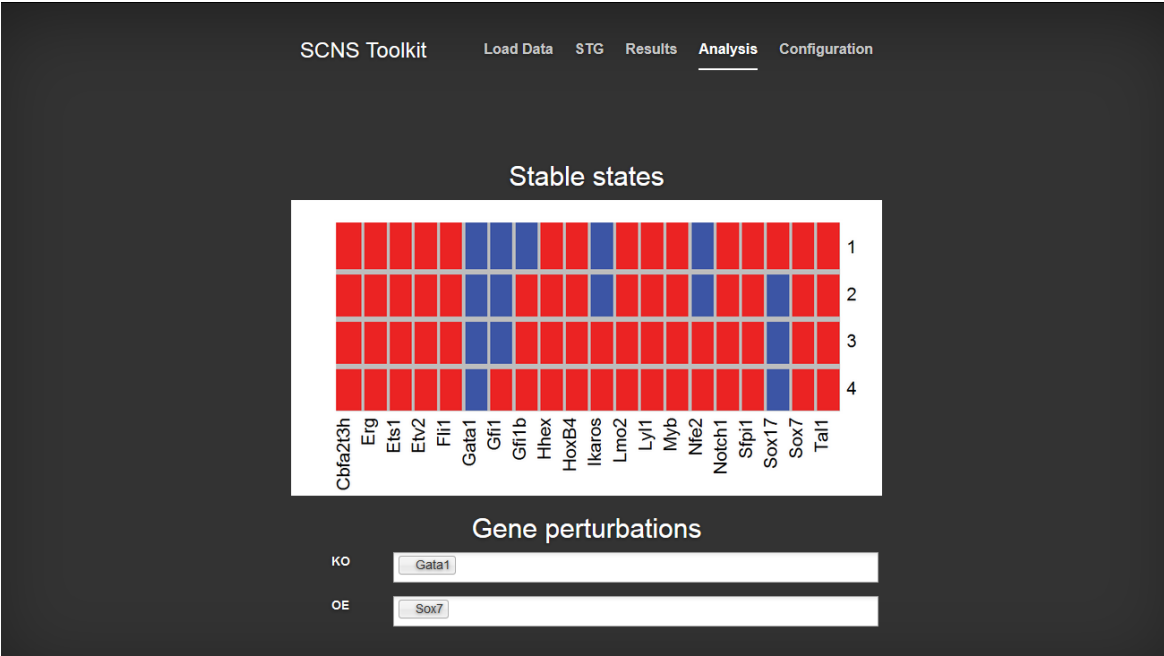 SCNS Toolkit Load Data STG Results Analysis Configuration
Stable states
1
2
3
4
Cbfa2t3h Erg Ets1 Etv2 Fli1 Gata1 Gfi1 Gfi1b Hhex HoxB4 Ikaros Lmo2 Lyl1 Myb Nfe2 Notch1 Sfpi1 Sox17 Sox7 Tal1
Gene perturbations
KO Gata1
OE Sox7